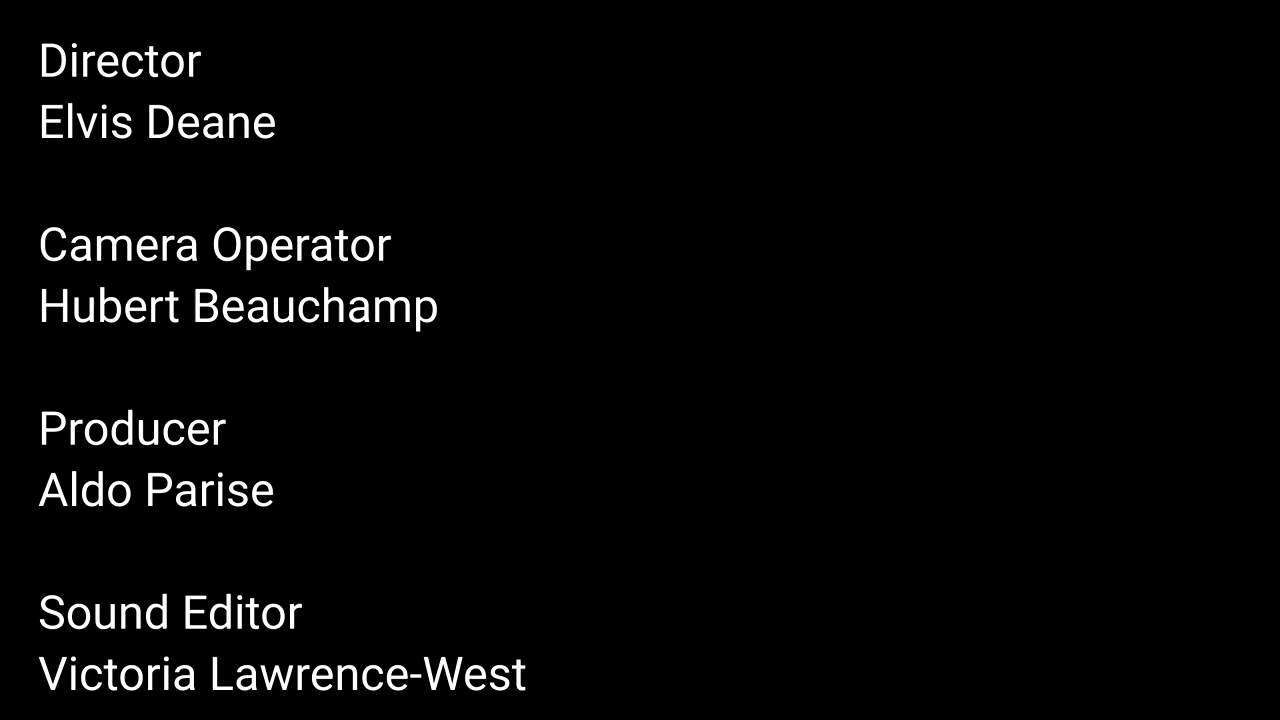 Director
Elvis Deane
Camera Operator
Hubert Beauchamp
Producer
Aldo Parise
Sound Editor
Victoria Lawrence-West